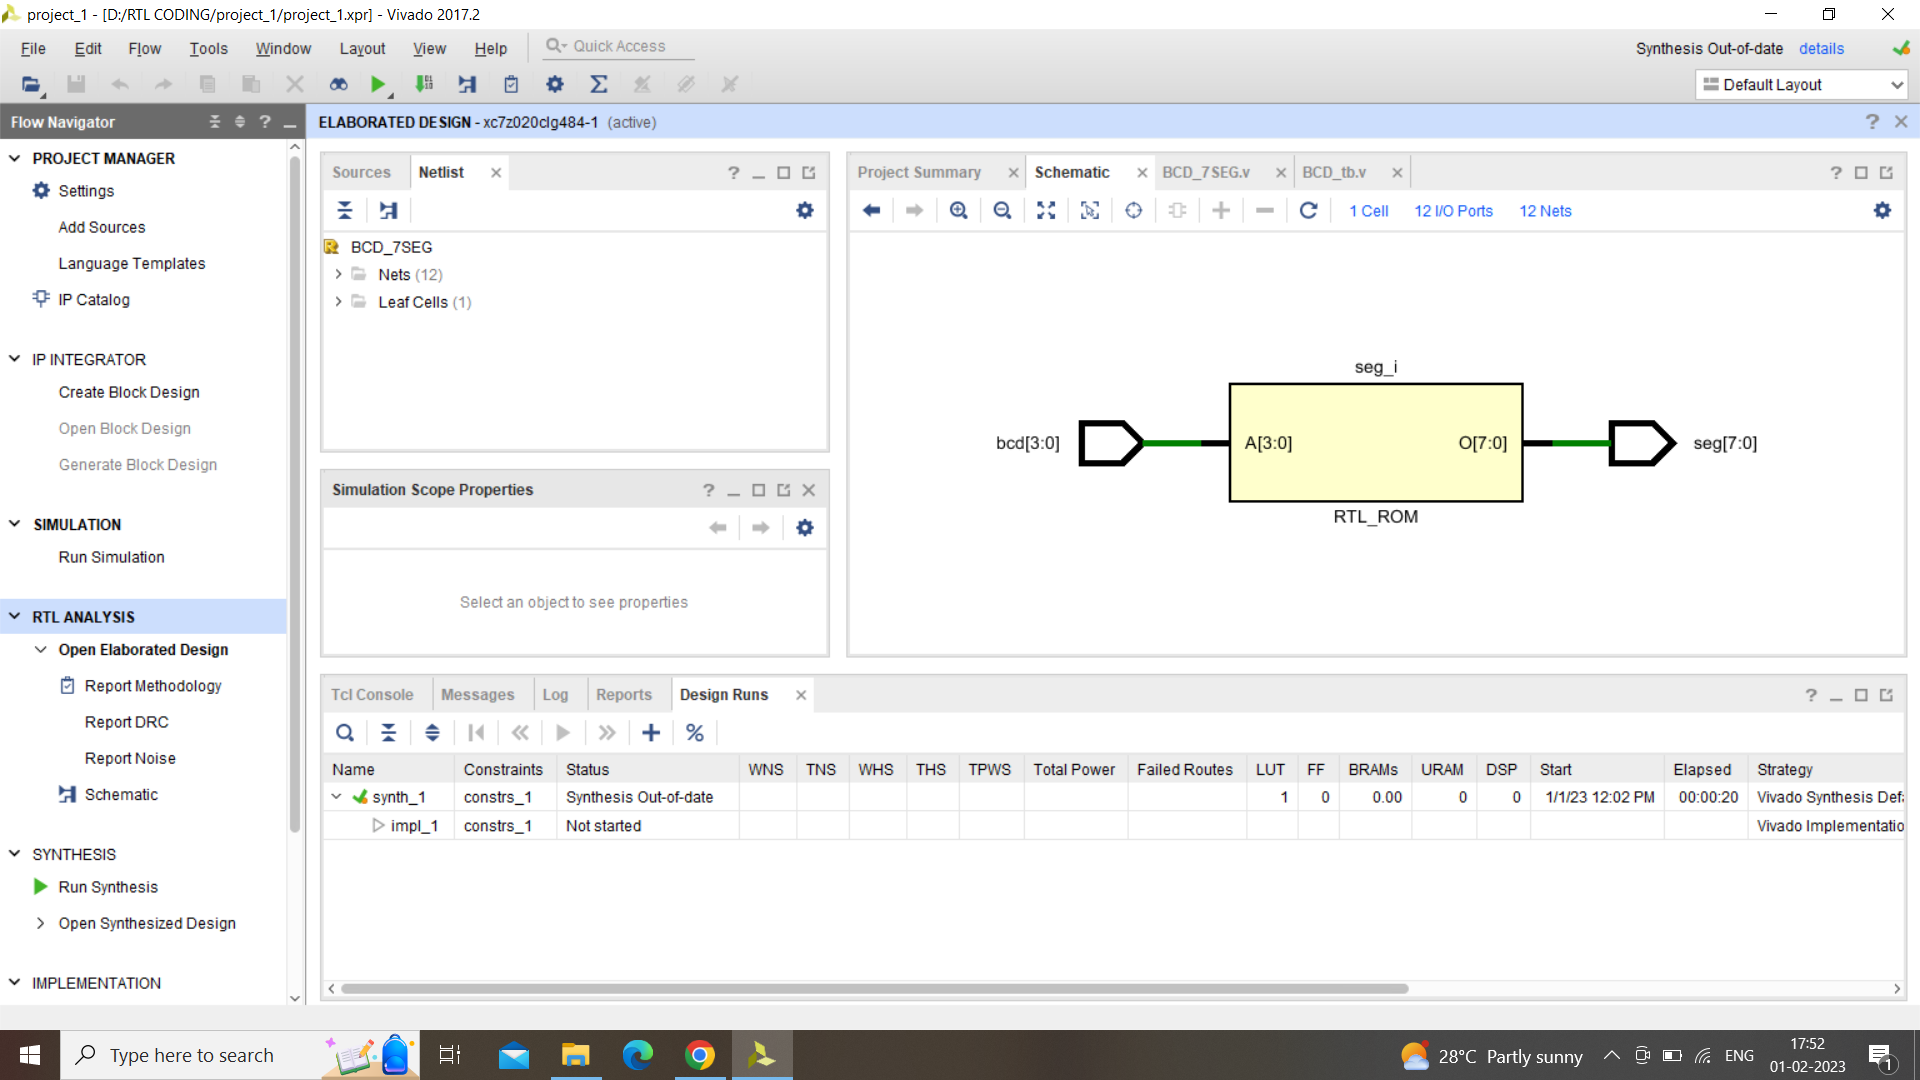 project_1 - [D:/RTL CODING/project_1/project_1.xpr] - Vivado 2017.2
File Edit Flow Tools Window Layout View Help Quick Access
Synthesis Out-of-date details
Default Layout
Flow Navigator
ELABORATED DESIGN - xc7z020clg484-1 (active)
PROJECT MANAGER
Settings
Add Sources
Language Templates
IP Catalog
IP INTEGRATOR
Create Block Design
Open Block Design
Generate Block Design
SIMULATION
Run Simulation
RTL ANALYSIS
Open Elaborated Design
Report Methodology
Report DRC
Report Noise
Schematic
SYNTHESIS
Run Synthesis
Open Synthesized Design
IMPLEMENTATION
Sources Netlist
BCD_7SEG
Nets (12)
Leaf Cells (1)
Simulation Scope Properties
Select an object to see properties
Project Summary Schematic BCD_7SEG.v BCD_tb.v
1 Cell 12 I/O Ports 12 Nets
seg_i
bcd[3:0] A[3:0] O[7:0] seg[7:0]
RTL_ROM
Tcl Console Messages Log Reports Design Runs
Name Constraints Status WNS TNS WHS THS TPWS Total Power Failed Routes LUT FF BRAMs URAM DSP Start Elapsed Strategy
synth_1 constrs_1 Synthesis Out-of-date 1 0 0.00 0 0 1/1/23 12:02 PM 00:00:20 Vivado Synthesis Def
impl_1 constrs_1 Not started Vivado Implementatio
Type here to search
28°C Partly sunny
ENG
17:52
01-02-2023
1